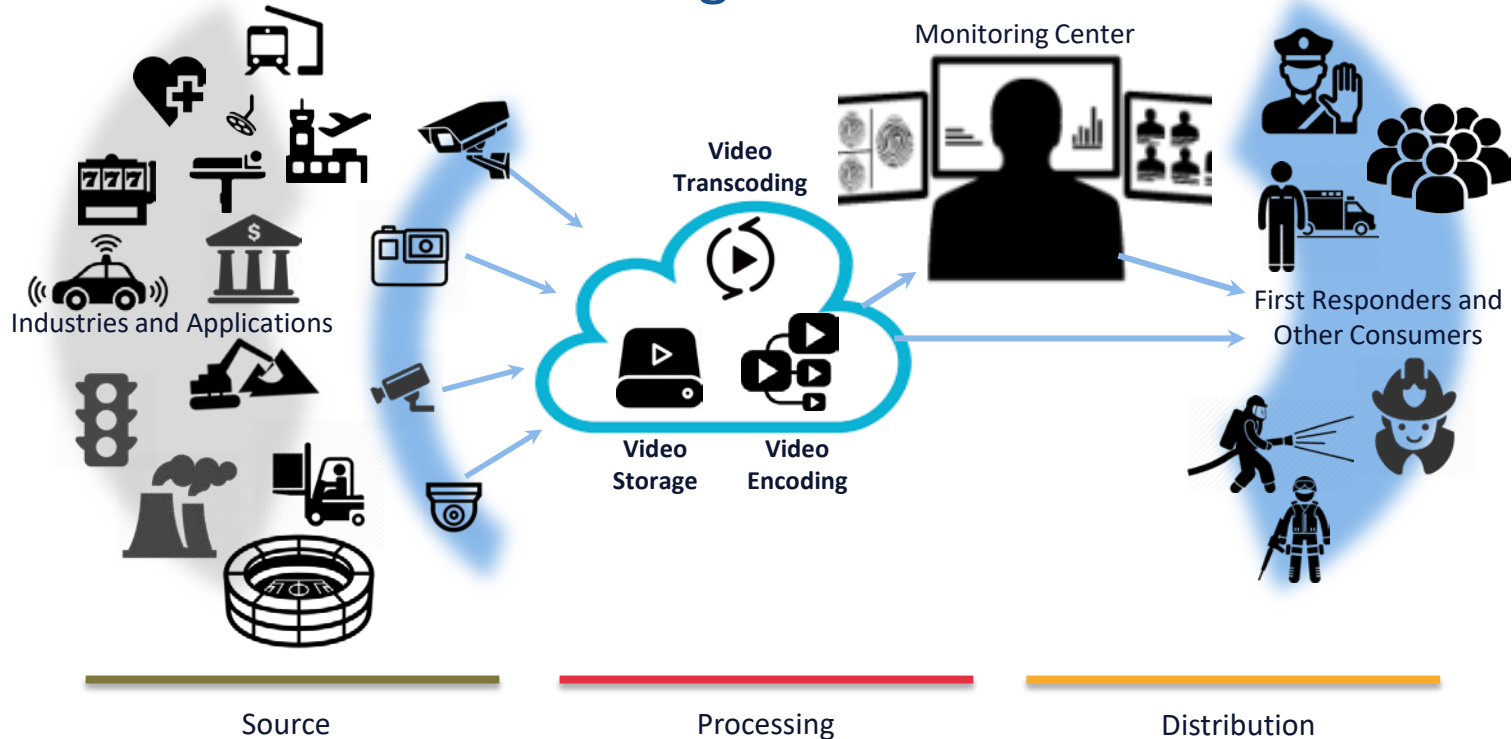 Monitoring Center
Video
Transcoding
777
$
Industries and Applications
First Responders and
Other Consumers
Video
Storage
Video
Encoding
Source
Processing
Distribution